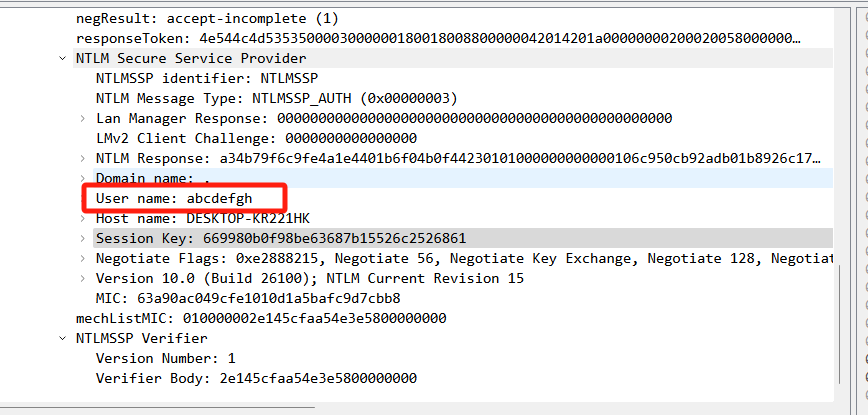 negResult: accept-incomplete (1)
responseToken: 4e544c4d5353500003000000180018008800000042014201a0000000020002005800000…
NTLM Secure Service Provider
NTLMSSP identifier: NTLMSSP
NTLM Message Type: NTLMSSP_AUTH (0x00000003)
Lan Manager Response: 000000000000000000000000000000000000000000000000
LMv2 Client Challenge: 0000000000000000
NTLM Response: a34b79f6c9fe4a1e4401b6f04b0f44230101000000000000106c950cb92adb01b8926c17…
Domain name: .
User name: abcdefgh
Host name: DESKTOP-KR221HK
Session Key: 669980b0f98be63687b15526c2526861
Negotiate Flags: 0xe2888215, Negotiate 56, Negotiate Key Exchange, Negotiate 128, Negotiat
Version 10.0 (Build 26100); NTLM Current Revision 15
MIC: 63a90ac049cfe1010d1a5bafc9d7cbb8
mechListMIC: 010000002e145cfaa54e3e5800000000
NTLMSSP Verifier
Version Number: 1
Verifier Body: 2e145cfaa54e3e5800000000